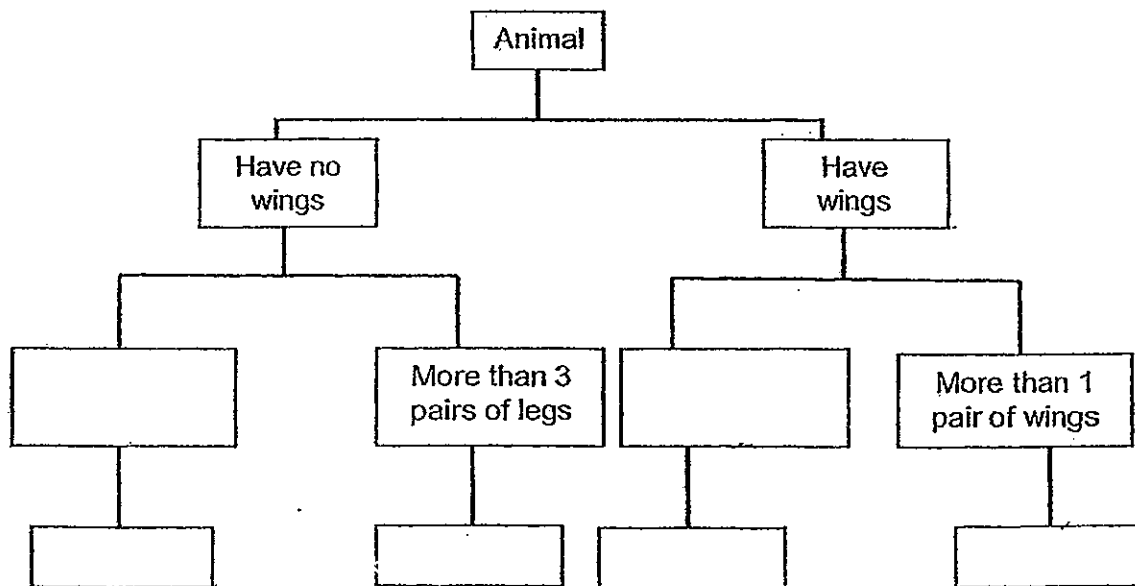 Animal
Have no
wings
Have
wings
More than 3
pairs of legs
More than 1
pair of wings